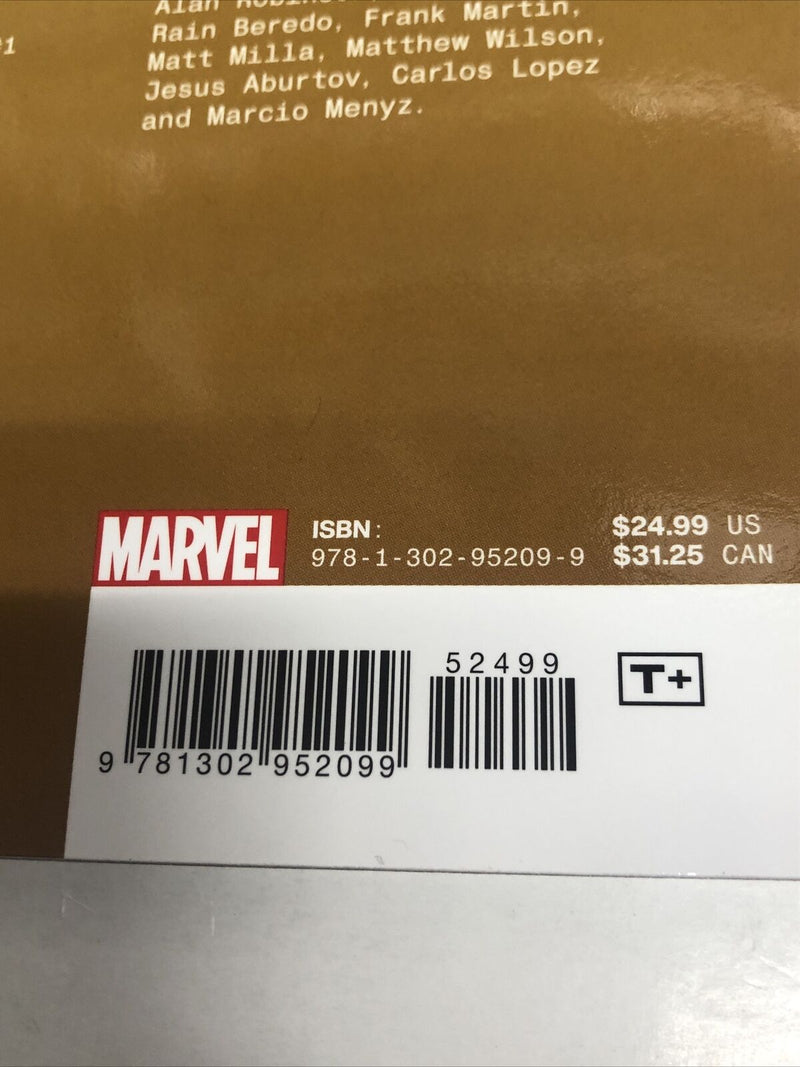 Alan
Rain Beredo, Frank Martin,
Matt Milla, Matthew Wilson,
Jesus Aburtov, Carlos Lopez
and Marcio Menyz.
MARVEL
ISBN:
978-1-302-95209-9
$24.99 US
$31.25 CAN
52499
T+
9 781302 952099